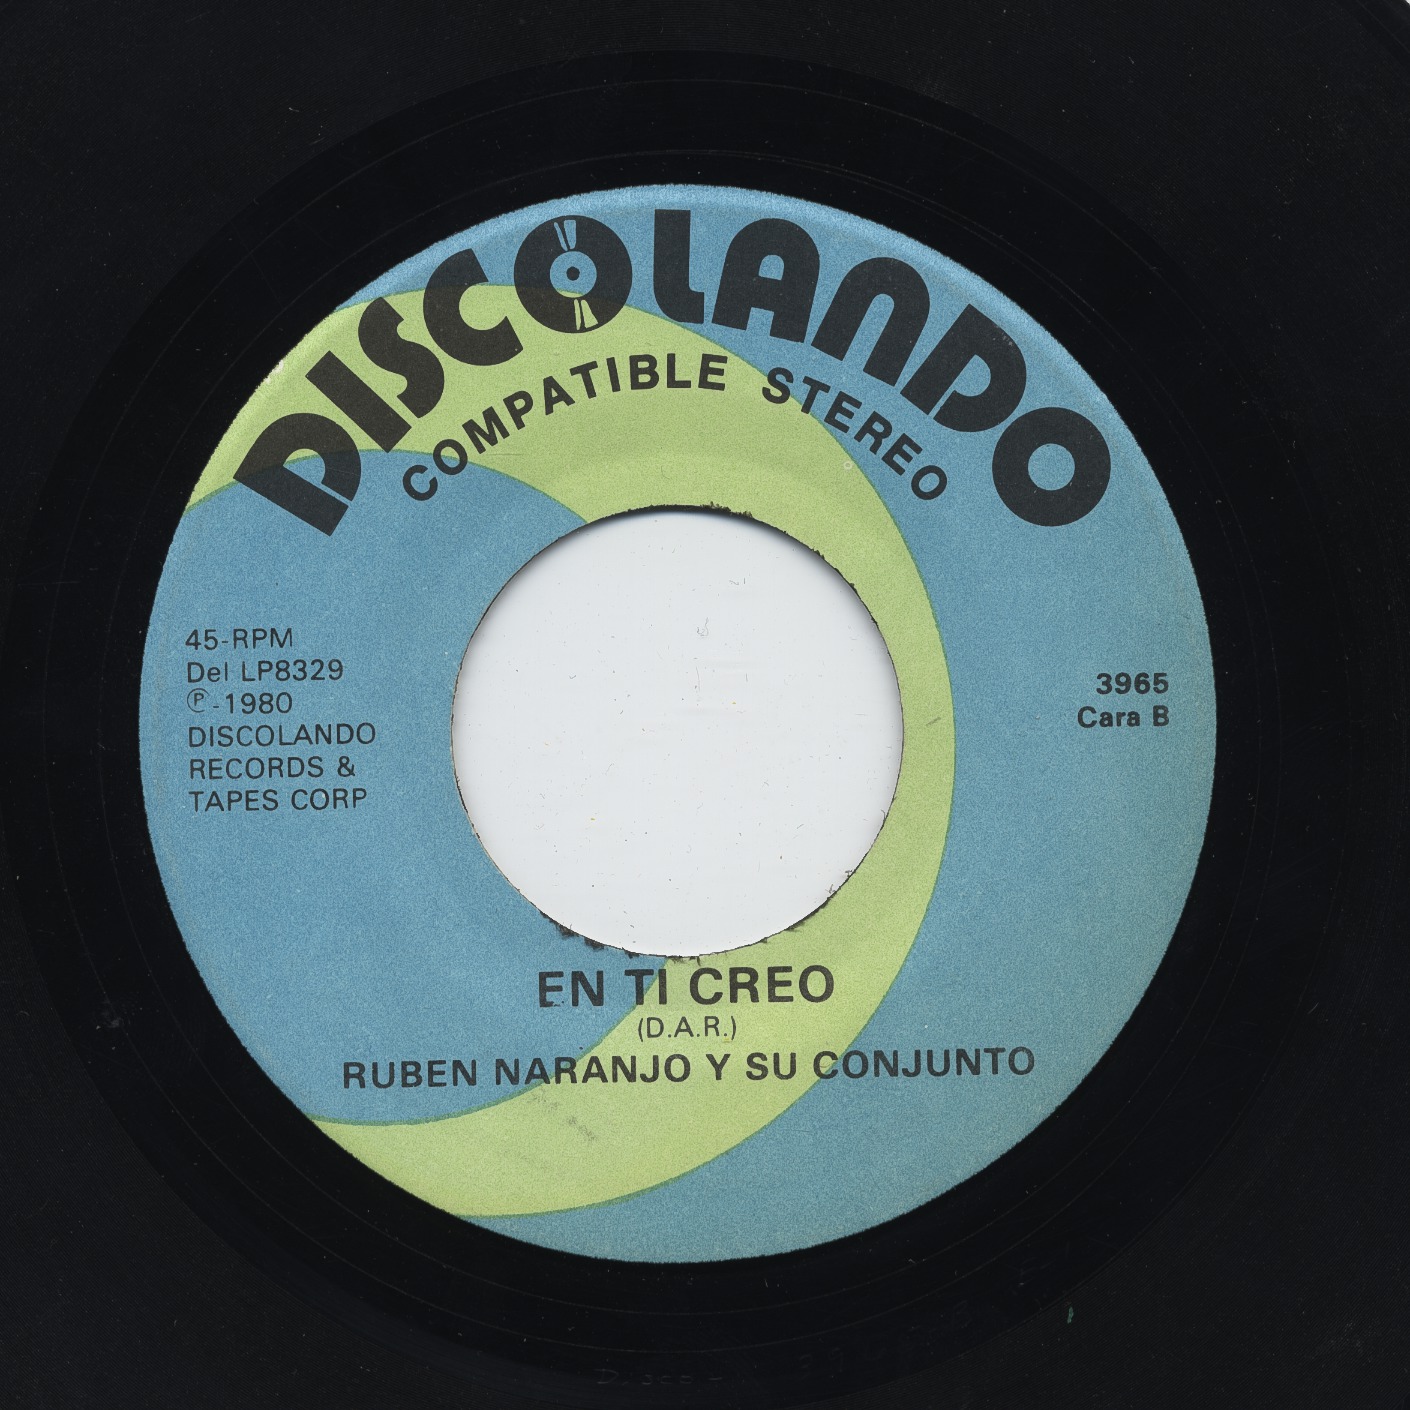 DISCOLANDO
COMPATIBLE STEREO
45-RPM
Del LP8329
℗-1980
DISCOLANDO
RECORDS &
TAPES CORP
3965
Cara B
EN TI CREO
(D.A.R.)
RUBEN NARANJO Y SU CONJUNTO